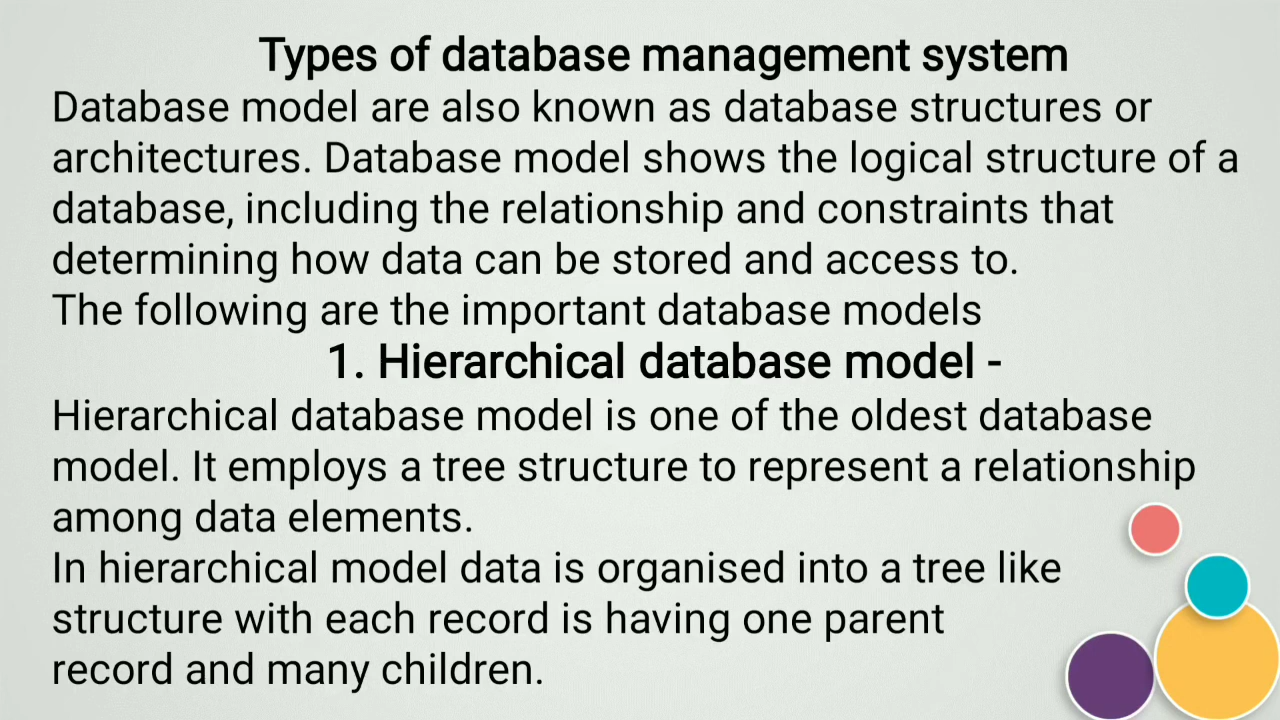 Types of database management system
Database model are also known as database structures or
architectures. Database model shows the logical structure of a
database, including the relationship and constraints that
determining how data can be stored and access to.
The following are the important database models
1. Hierarchical database model -
Hierarchical database model is one of the oldest database
model. It employs a tree structure to represent a relationship
among data elements.
In hierarchical model data is organised into a tree like
structure with each record is having one parent
record and many children.